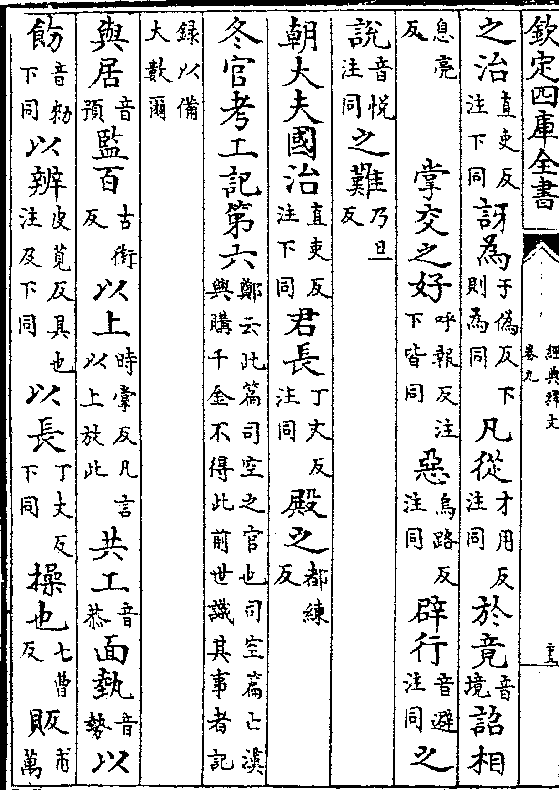 欽定四庫全書
經典釋文
卷九
之治直吏反注下同訝為于偽反下則為同凡從才用反注同於竟音境詔相
息亮反
掌交之好呼報反注下皆同惡烏路反注同辟行音避注同之
說音悅注同之難乃旦反
朝大夫國治直吏反注下同君長丁丈反注同殿之都練反
冬官考工記第六鄭云此篇司空之官也司空篇亡漢興購千金不得此前世識其事者記
録以備大數爾
與居音預監百古銜反以上時掌反凡言以上放此共工音恭面埶音勢以
飭音勑下同以辨皮莧反具也注及下同以長丁丈反下同操也七曹反販甫萬